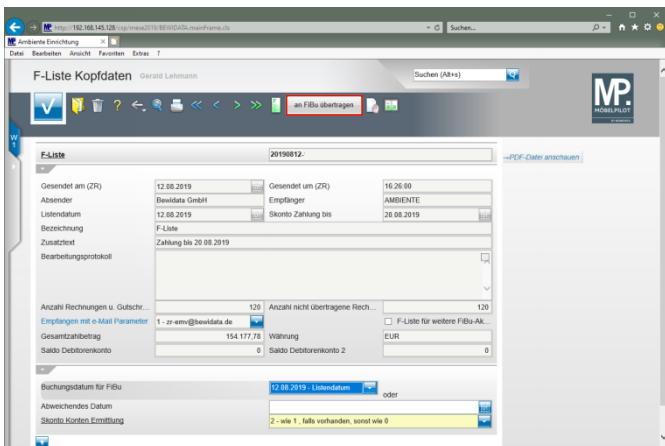 http://192.168.145.128/csp/mese2019/BEWIDATA.mainFrame.cls
Suchen...
Ambiente Einrichtung
Datei Bearbeiten Ansicht Favoriten Extras ?
F-Liste Kopfdaten Gerald Lehmann
Suchen (Alt+s)
MP.
MÖBELPILOT
an FiBu übertragen
W
1
F-Liste 20190812-
→PDF-Datei anschauen
Gesendet am (ZR) 12.08.2019 Gesendet um (ZR) 16:26:00
Absender Bewidata GmbH Empfänger AMBIENTE
Listendatum 12.08.2019 Skonto Zahlung bis 20.08.2019
Bezeichnung F-Liste
Zusatztext Zahlung bis 20.08.2019
Bearbeitungsprotokoll
Anzahl Rechnungen u. Gutschr... 120 Anzahl nicht übertragene Rech... 120
Empfangen mit e-Mail Parameter 1 - zr-emv@bewidata.de F-Liste für weitere FiBu-Ak...
Gesamtzahlbetrag 154.177,78 Währung EUR
Saldo Debitorenkonto 0 Saldo Debitorenkonto 2 0
Buchungsdatum für FiBu 12.08.2019 - Listendatum oder
Abweichendes Datum
Skonto Konten Ermittlung 2 - wie 1 , falls vorhanden, sonst wie 0